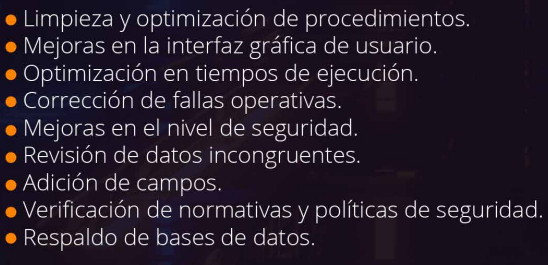 • Limpieza y optimización de procedimientos.
• Mejoras en la interfaz gráfica de usuario.
• Optimización en tiempos de ejecución.
• Corrección de fallas operativas.
• Mejoras en el nivel de seguridad.
• Revisión de datos incongruentes.
• Adición de campos.
• Verificación de normativas y políticas de seguridad.
• Respaldo de bases de datos.